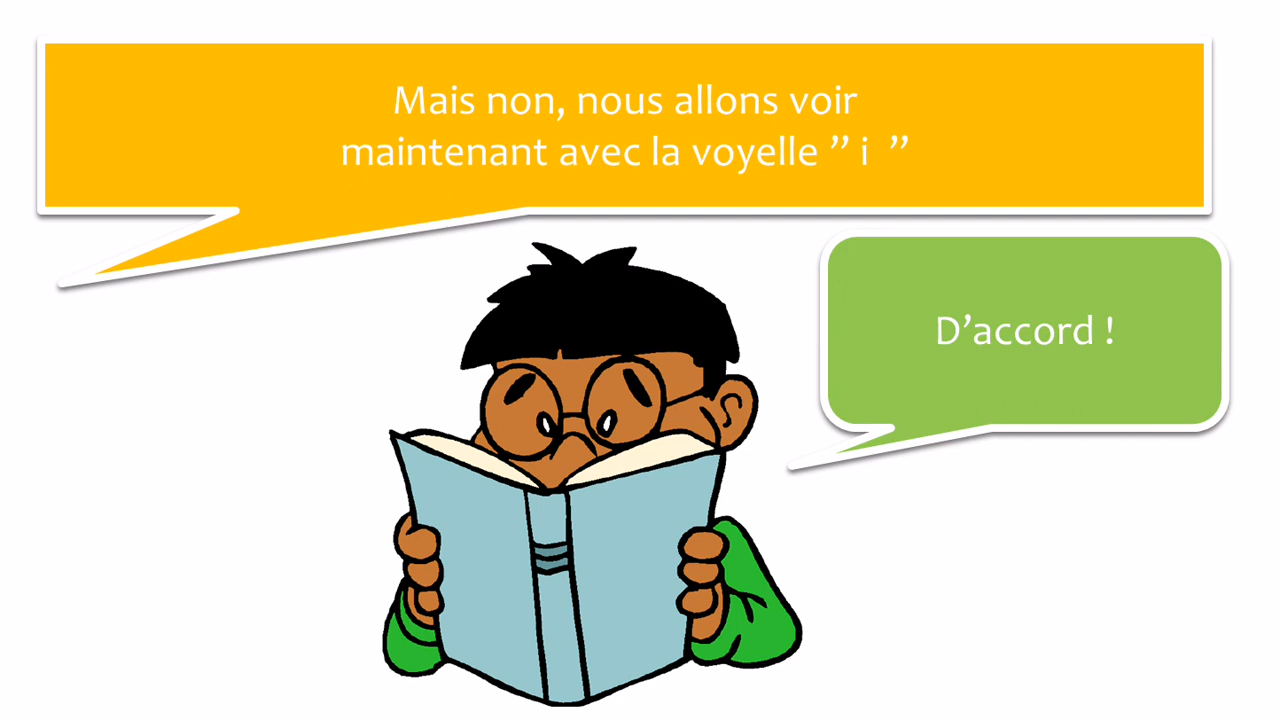 Mais non, nous allons voir
maintenant avec la voyelle ” i ”
D’accord !